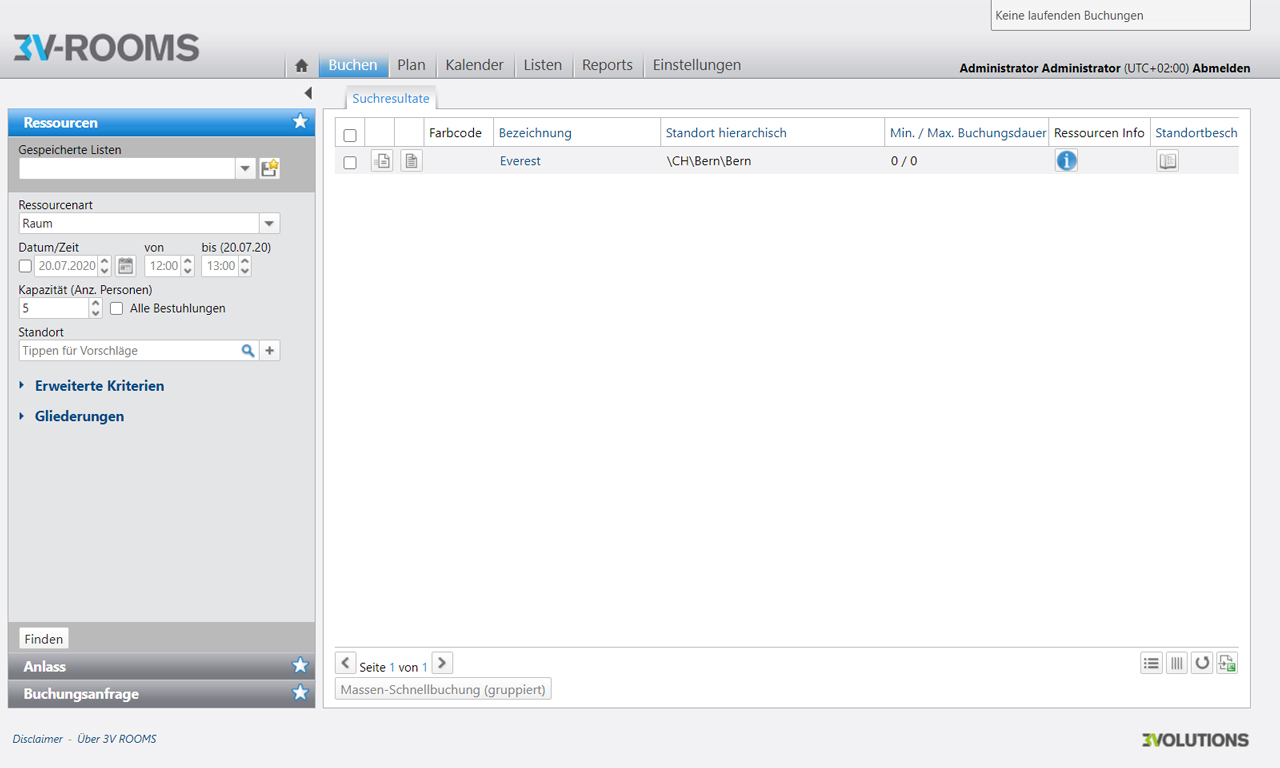 Keine laufenden Buchungen
3V-ROOMS
Buchen Plan Kalender Listen Reports Einstellungen
Administrator Administrator (UTC+02:00) Abmelden
Suchresultate
Ressourcen
Gespeicherte Listen
Ressourcenart
Raum
Datum/Zeit von bis (20.07.20)
20.07.2020 12:00 13:00
Kapazität (Anz. Personen)
5 Alle Bestuhlungen
Standort
Tippen für Vorschläge
Erweiterte Kriterien
Gliederungen
Finden
Anlass
Buchungsanfrage
Farbcode Bezeichnung Standort hierarchisch Min. / Max. Buchungsdauer Ressourcen Info Standortbesch
Everest \CH\Bern\Bern 0 / 0
Seite 1 von 1
Massen-Schnellbuchung (gruppiert)
Disclaimer - Über 3V ROOMS
3VOLUTIONS